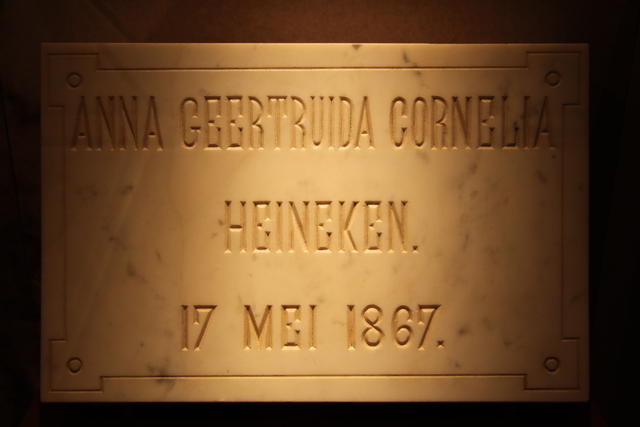 ANNA GEERTRUIDA CORNELIA
HEINEKEN.
17 MEI 1867.